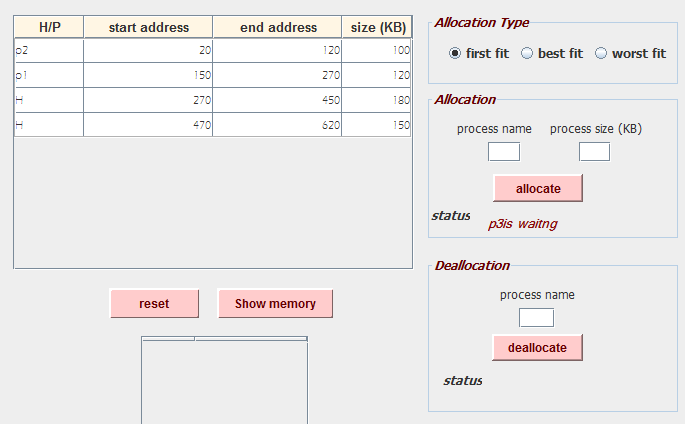 H/P start address end address size (KB)
p2 20 120 100
p1 150 270 120
H 270 450 180
H 470 620 150
reset Show memory
Allocation Type
first fit best fit worst fit
Allocation
process name process size (KB)
allocate
status p3is waitng
Deallocation
process name
deallocate
status